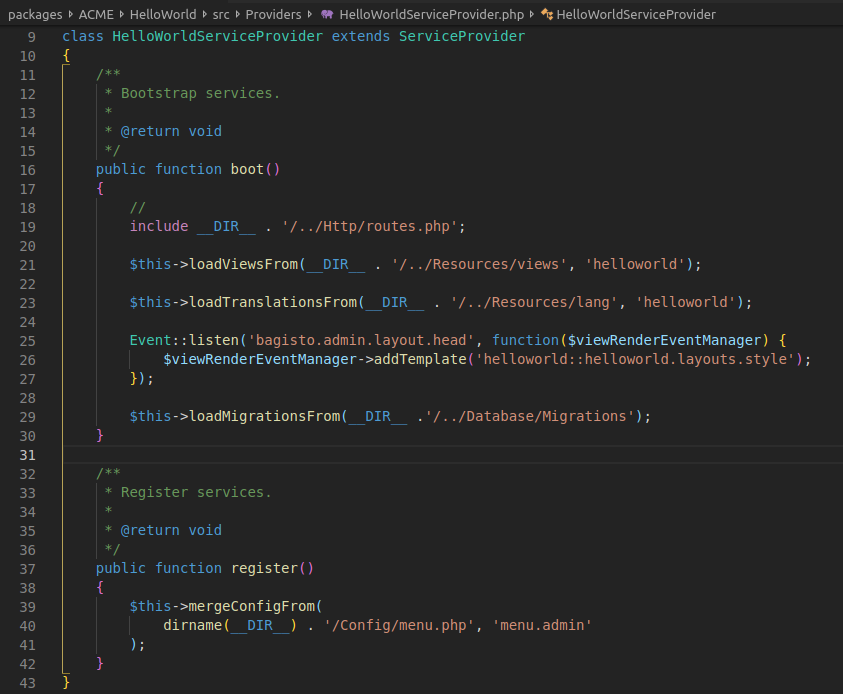 packages > ACME > HelloWorld > src > Providers > HelloWorldServiceProvider.php > HelloWorldServiceProvider
9 class HelloWorldServiceProvider extends ServiceProvider
10 {
11     /**
12      * Bootstrap services.
13      *
14      * @return void
15      */
16     public function boot()
17     {
18         //
19         include __DIR__ . '/../Http/routes.php';
20
21         $this->loadViewsFrom(__DIR__ . '/../Resources/views', 'helloworld');
22
23         $this->loadTranslationsFrom(__DIR__ . '/../Resources/lang', 'helloworld');
24
25         Event::listen('bagisto.admin.layout.head', function($viewRenderEventManager) {
26             $viewRenderEventManager->addTemplate('helloworld::helloworld.layouts.style');
27         });
28
29         $this->loadMigrationsFrom(__DIR__ .'/../Database/Migrations');
30     }
31
32     /**
33      * Register services.
34      *
35      * @return void
36      */
37     public function register()
38     {
39         $this->mergeConfigFrom(
40             dirname(__DIR__) . '/Config/menu.php', 'menu.admin'
41         );
42     }
43 }